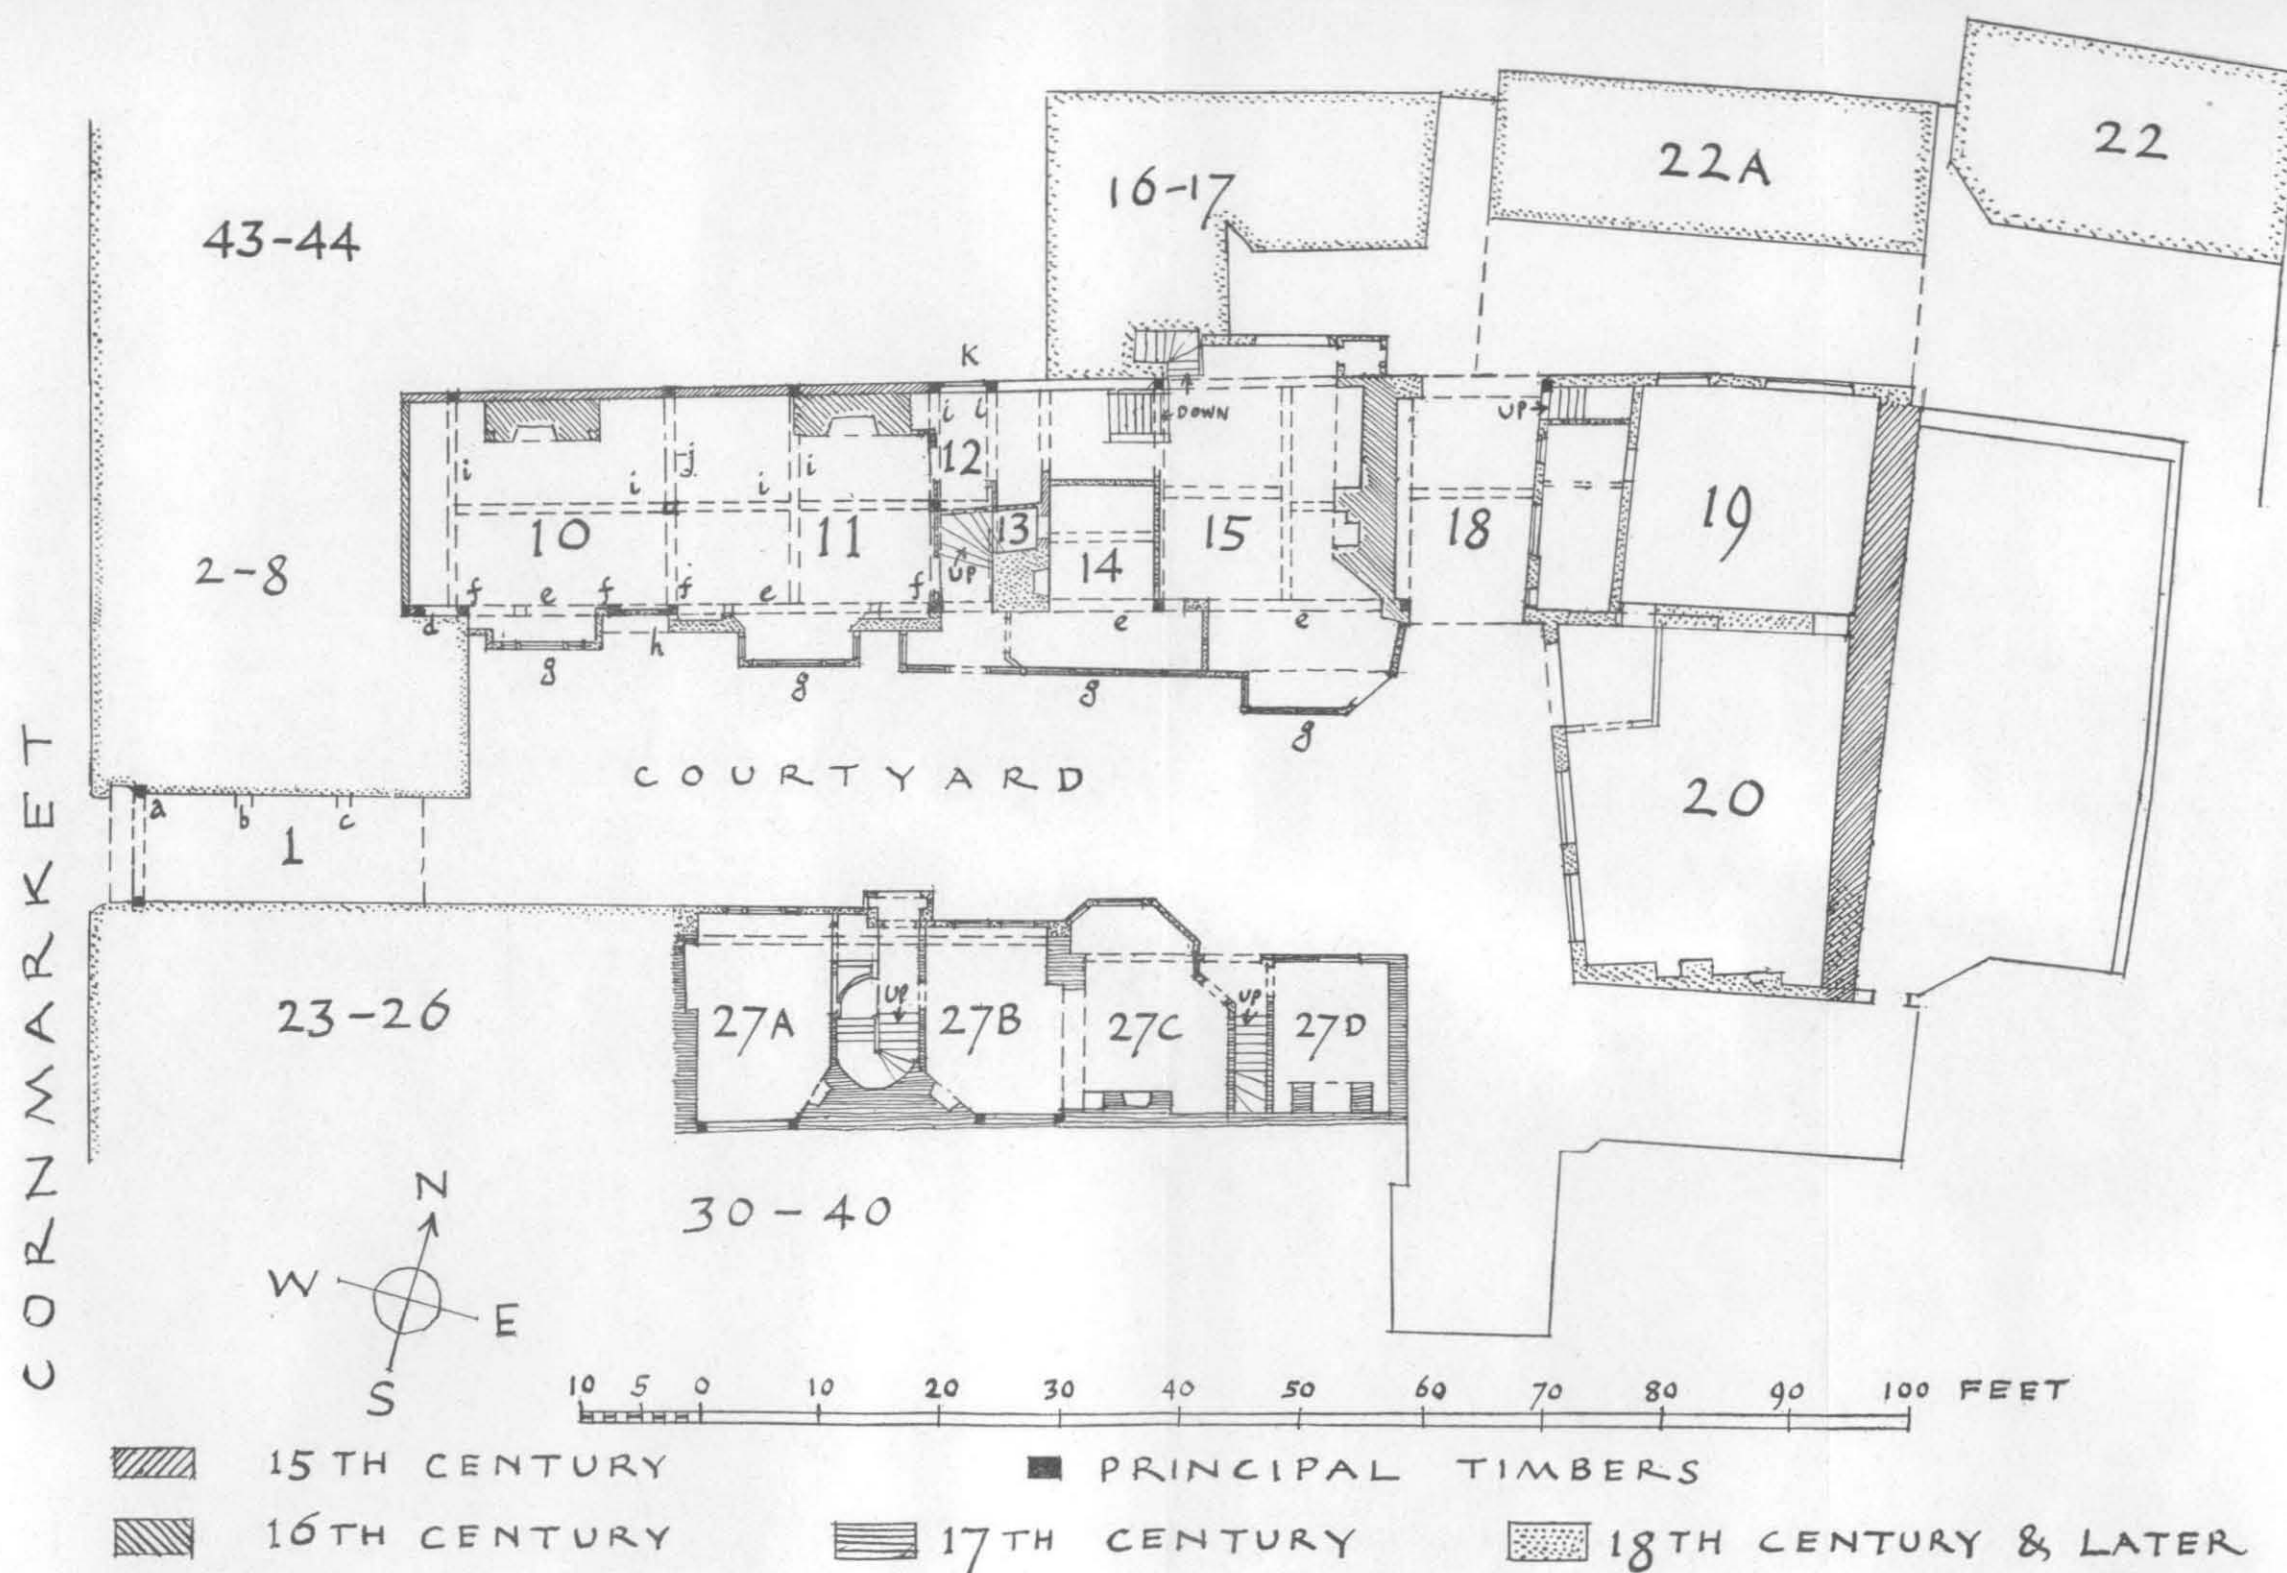 22
22A
16-17
43-44
K
i i
DOWN
UP
j
12
i i i i
10 11 13 14 15 18 19
2-8
UP
f e f f e f
d h e e
g g g g
CORNMARKET
COURTYARD
a b c
1
20
23-26
27A UP 27B 27C UP 27D
30-40
N
W E
S
10 5 0 10 20 30 40 50 60 70 80 90 100 FEET
15TH CENTURY PRINCIPAL TIMBERS
16TH CENTURY 17TH CENTURY 18TH CENTURY & LATER